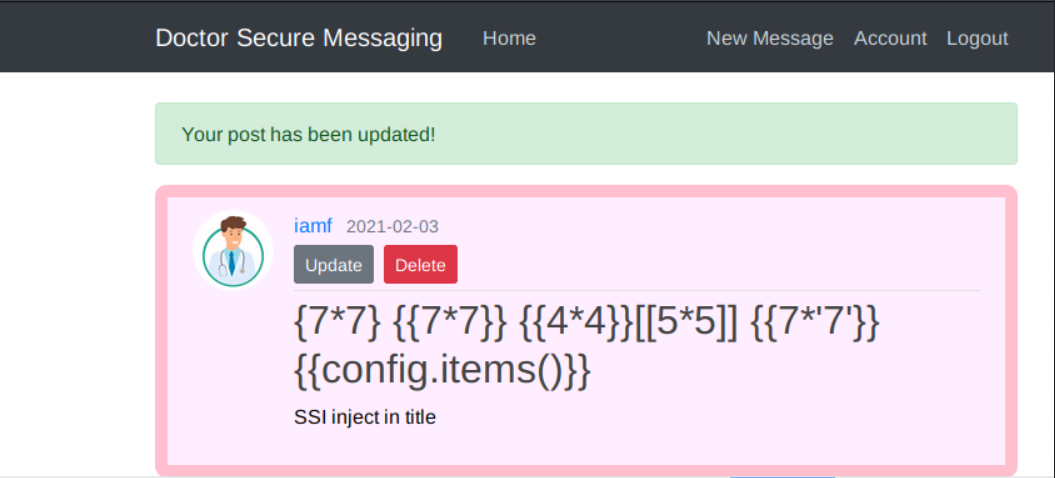 Doctor Secure Messaging Home New Message Account Logout
Your post has been updated!
iamf 2021-02-03
Update Delete
{7*7} {{7*7}} {{4*4}}[[5*5]] {{7*'7'}}
{{config.items()}}
SSI inject in title